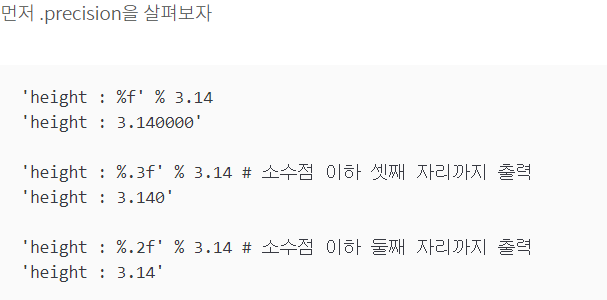 먼저 .precision을 살펴보자
'height : %f' % 3.14
'height : 3.140000'
'height : %.3f' % 3.14 # 소수점 이하 셋째 자리까지 출력
'height : 3.140'
'height : %.2f' % 3.14 # 소수점 이하 둘째 자리까지 출력
'height : 3.14'